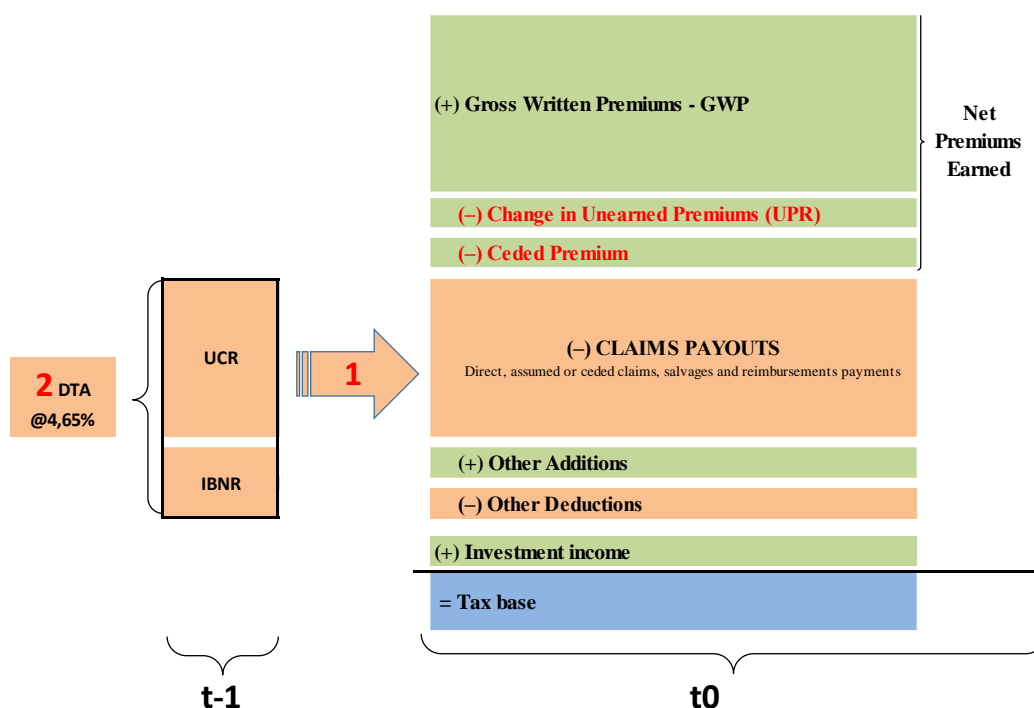 (+) Gross Written Premiums - GWP
Net
Premiums
Earned
(–) Change in Unearned Premiums (UPR)
(–) Ceded Premium
2 DTA
@4,65%
UCR
IBNR
1
(–) CLAIMS PAYOUTS
Direct, assumed or ceded claims, salvages and reimbursements payments
(+) Other Additions
(–) Other Deductions
(+) Investment income
= Tax base
t-1
t0